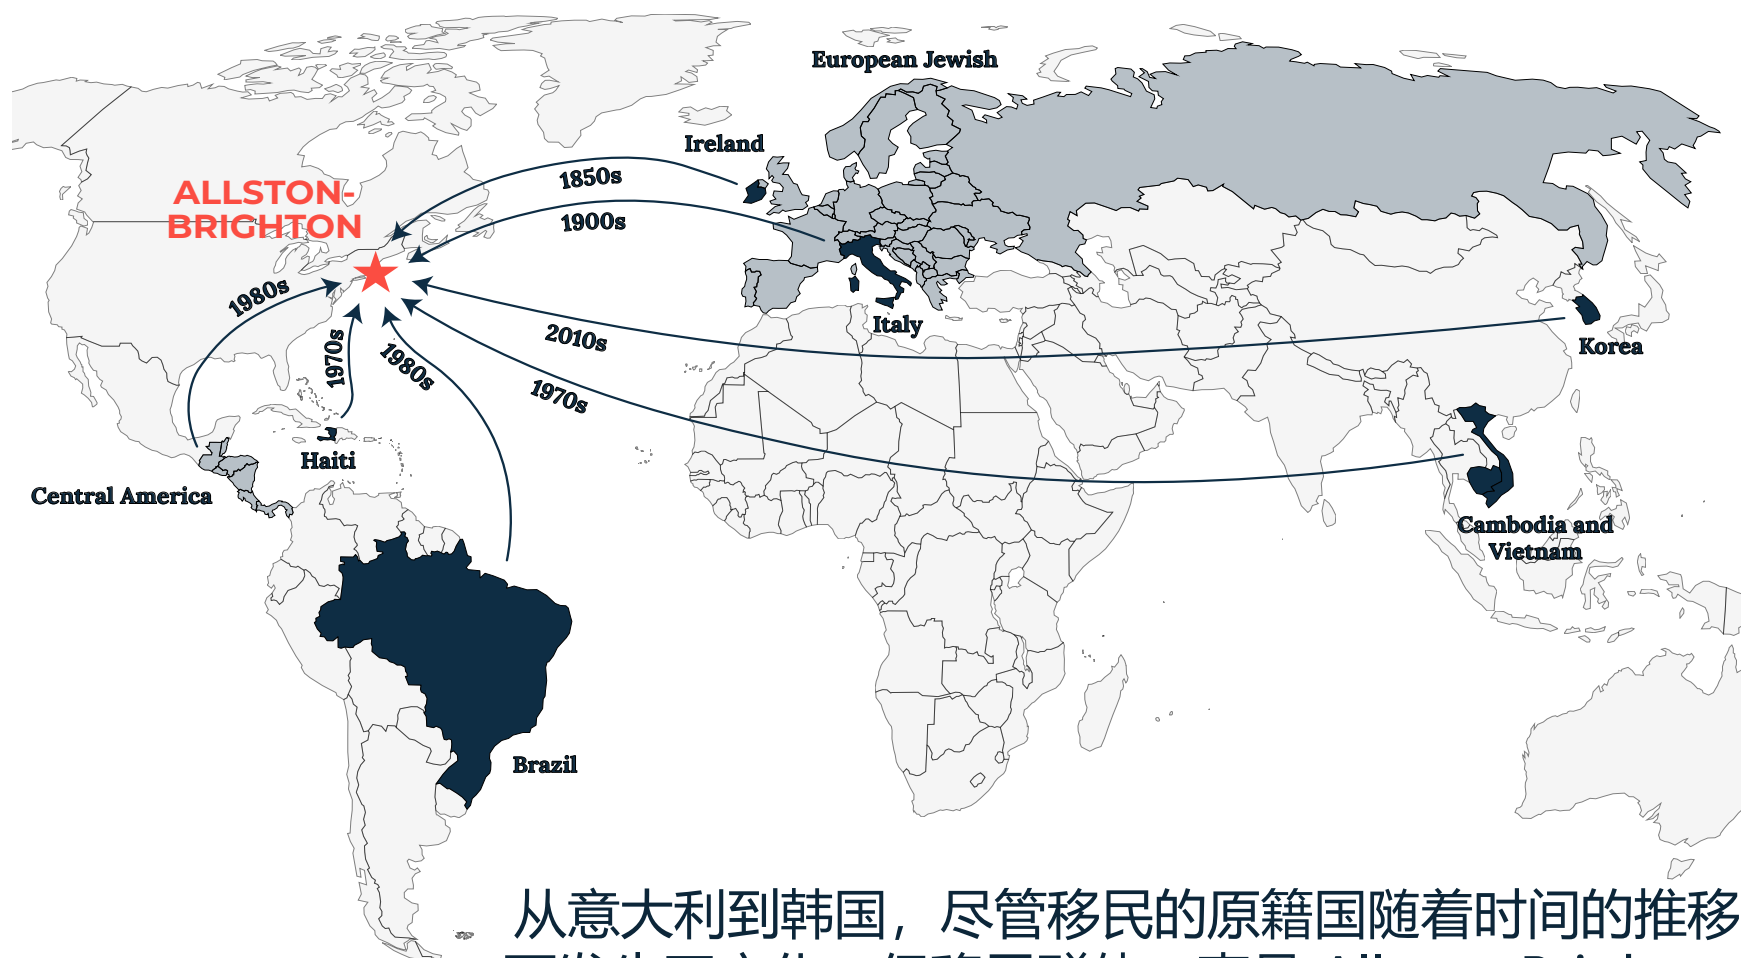 European Jewish
Ireland
1850s
ALLSTON-
BRIGHTON
1900s
1980s
Italy
2010s
Korea
1970s
1980s
1970s
Haiti
Central America
Cambodia and
Vietnam
Brazil
从意大利到韩国，尽管移民的原籍国随着时间的推移